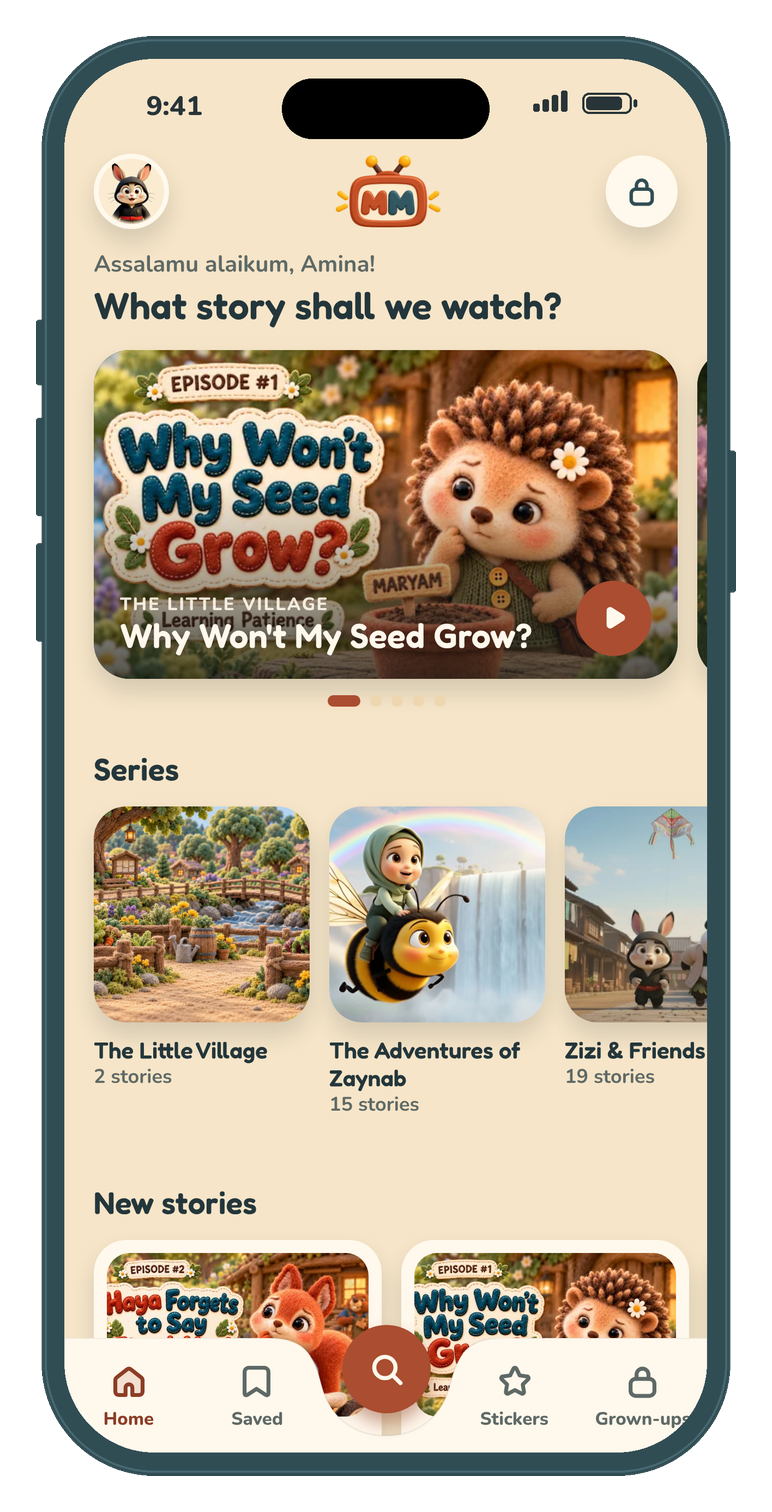 9:41
MM
Assalamu alaikum, Amina!
What story shall we watch?
EPISODE #1
Why Won't
My Seed
Grow?
MARYAM
THE LITTLE VILLAGE
Learning Patience
Why Won't My Seed Grow?
Series
The Little Village
2 stories
The Adventures of
Zaynab
15 stories
Zizi & Friends
19 stories
New stories
EPISODE #2
Haya Forgets
to Say
EPISODE #1
Why Won't
My Seed
Home
Saved
Stickers
Grown-ups